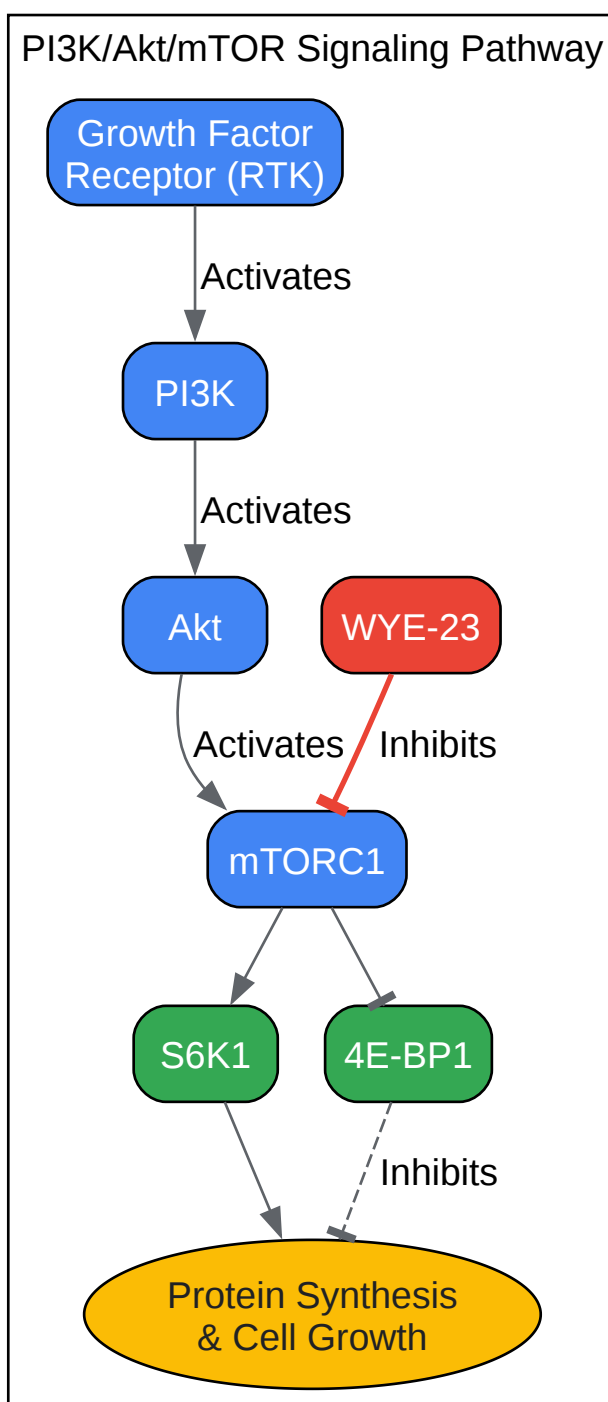 PI3K/Akt/mTOR Signaling Pathway
Growth Factor
Receptor (RTK)
Activates
PI3K
Activates
Akt
WYE-23
Activates
Inhibits
mTORC1
S6K1
4E-BP1
Inhibits
Protein Synthesis
& Cell Growth